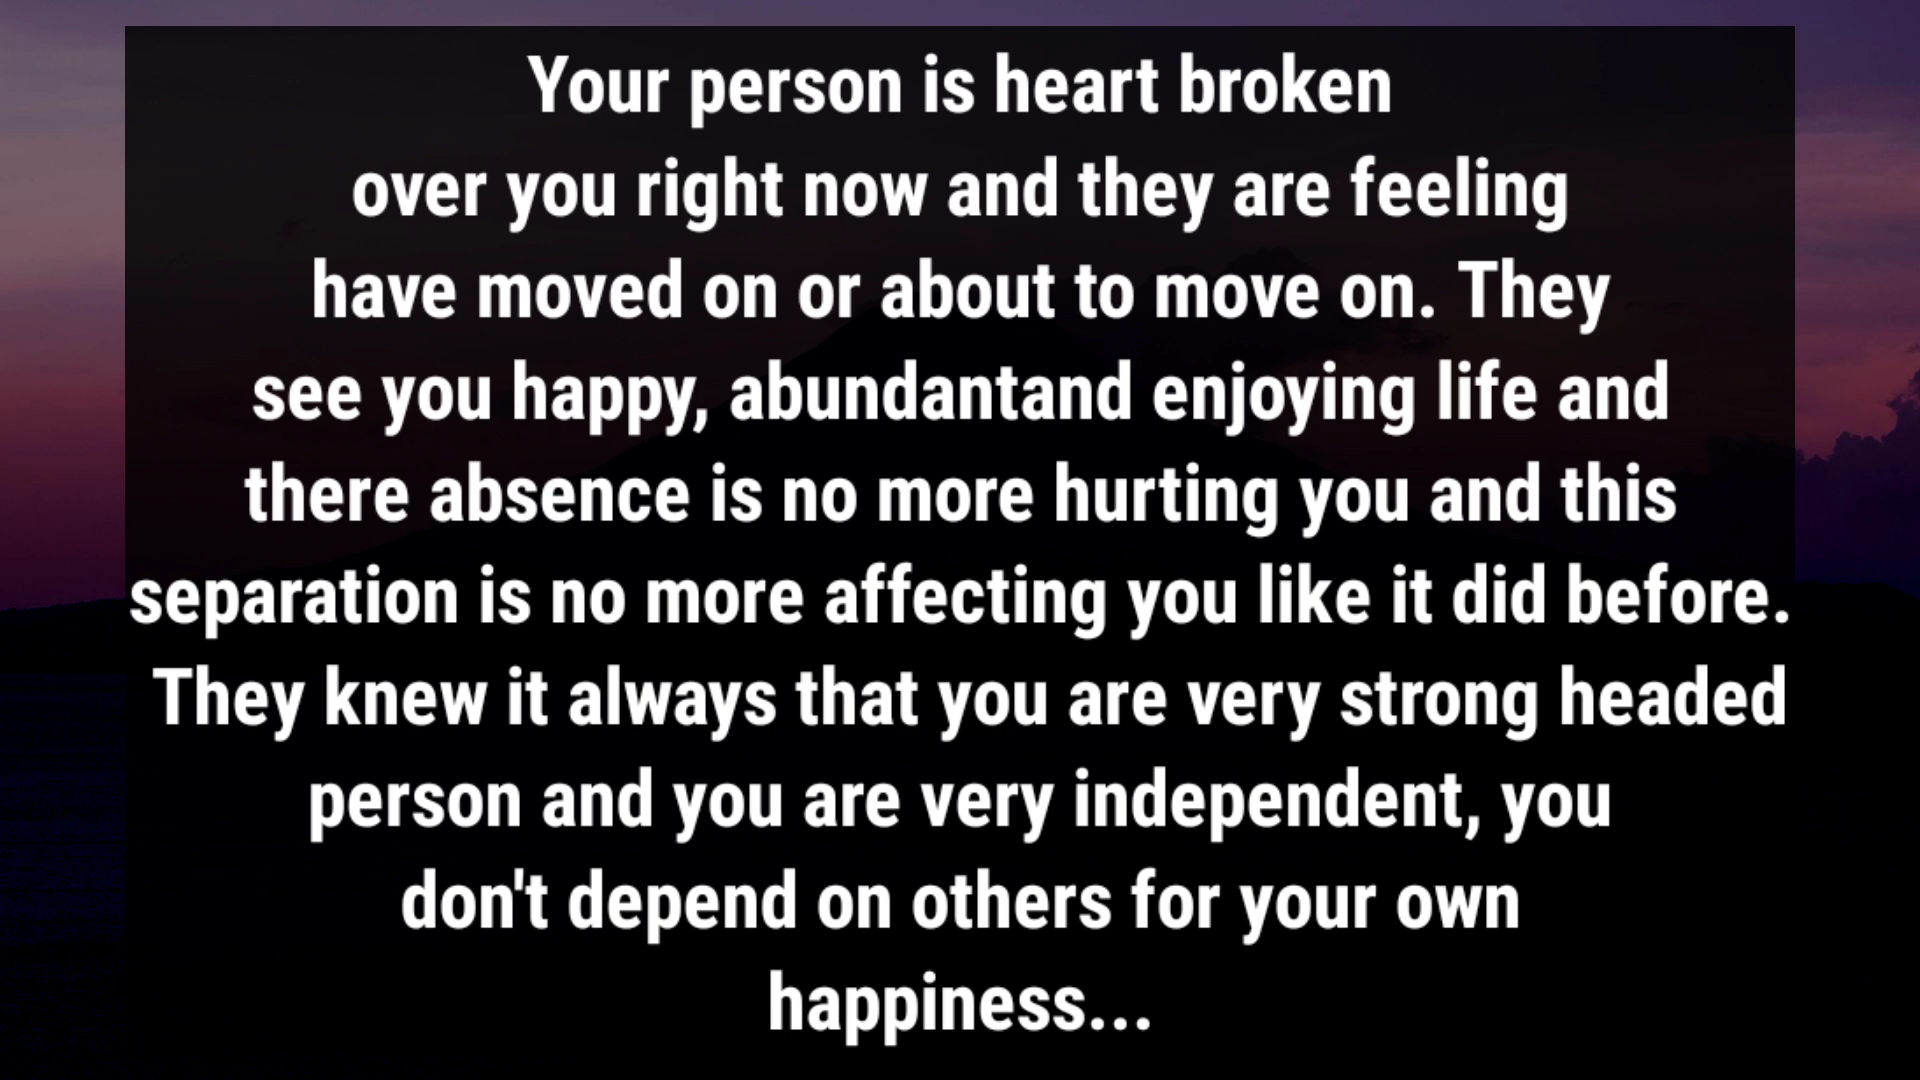 Your person is heart broken
over you right now and they are feeling
have moved on or about to move on. They
see you happy, abundantand enjoying life and
there absence is no more hurting you and this
separation is no more affecting you like it did before.
They knew it always that you are very strong headed
person and you are very independent, you
don't depend on others for your own
happiness...